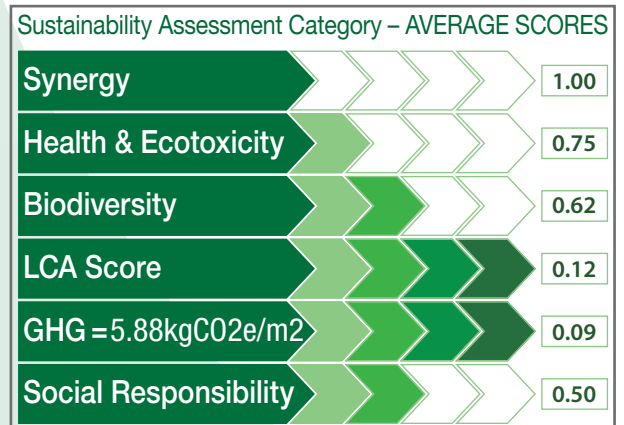 Sustainability Assessment Category – AVERAGE SCORES
Synergy 1.00
Health & Ecotoxicity 0.75
Biodiversity 0.62
LCA Score 0.12
GHG = 5.88kgCO2e/m2 0.09
Social Responsibility 0.50